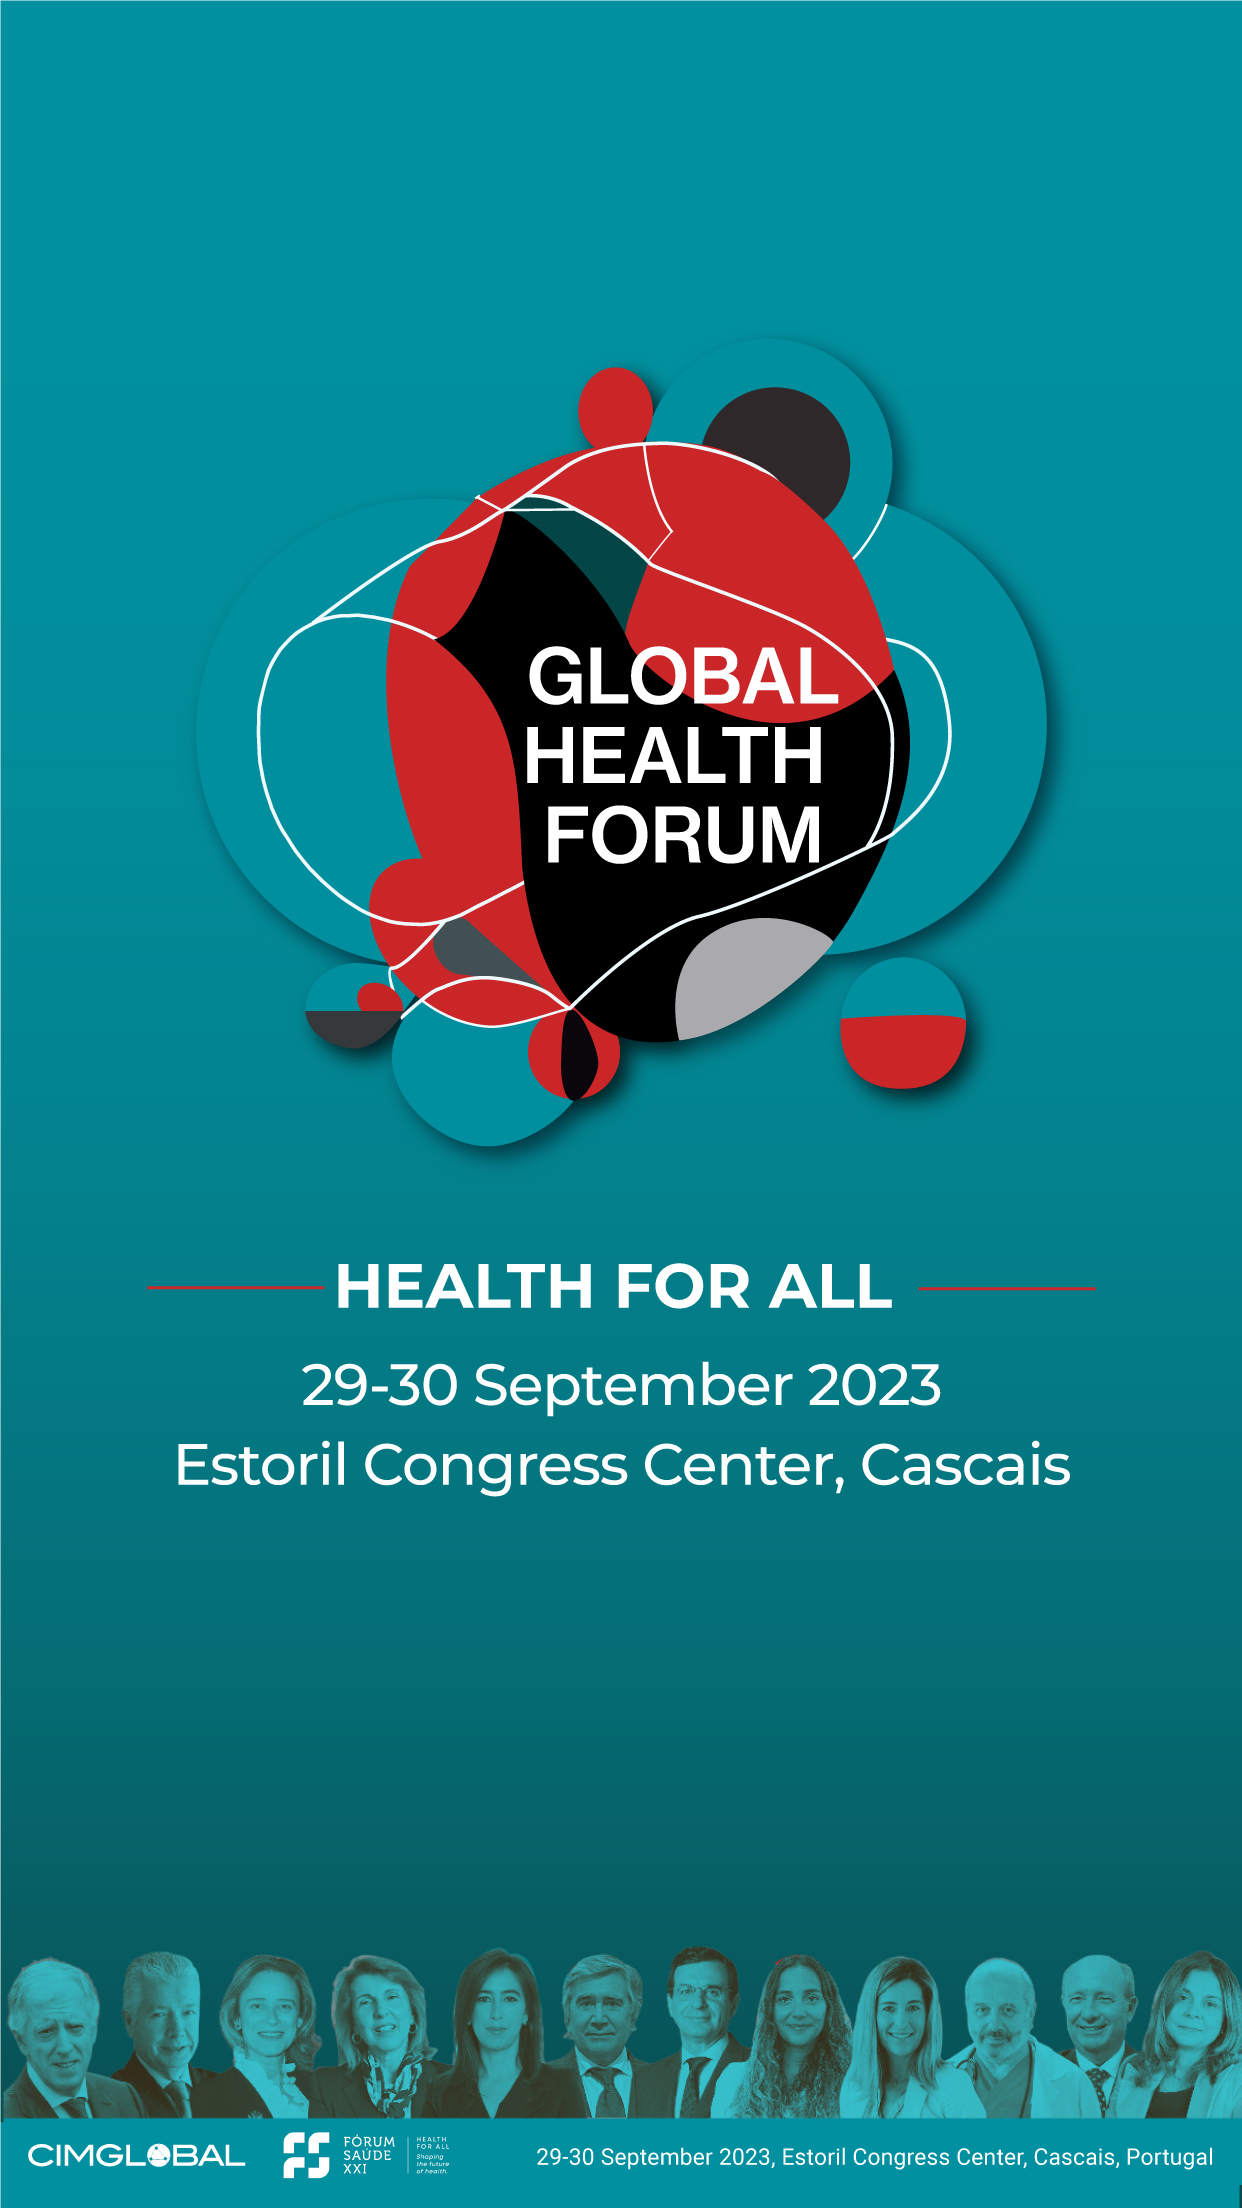 GLOBAL
HEALTH
FORUM
HEALTH FOR ALL
29-30 September 2023
Estoril Congress Center, Cascais
CIMGLOBAL
FÓRUM
SAÚDE
XXI
HEALTH
FOR ALL
Shaping
the future
of health.
29-30 September 2023, Estoril Congress Center, Cascais, Portugal